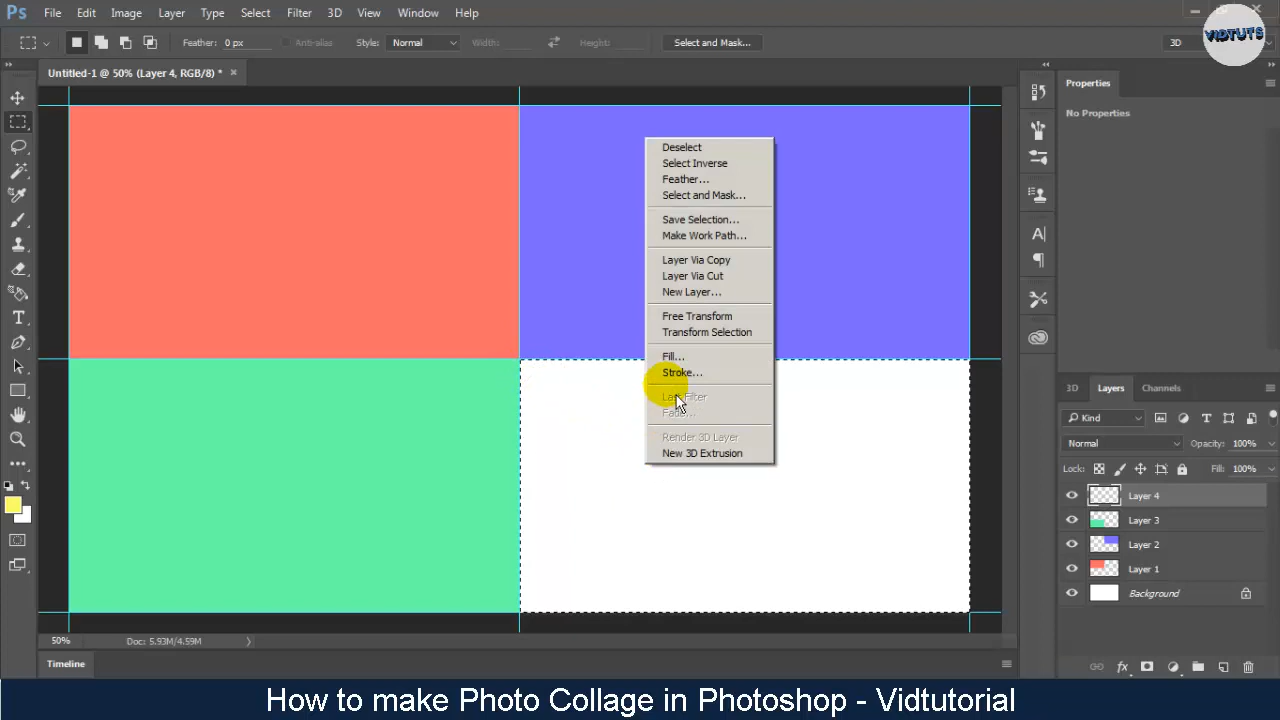 Ps File Edit Image Layer Type Select Filter 3D View Window Help
VIDTUTS
Feather: 0 px Anti-alias Style: Normal Width: Height: Select and Mask... 3D
Untitled-1 @ 50% (Layer 4, RGB/8) * ×
Properties
No Properties
Deselect
Select Inverse
Feather...
Select and Mask...
Save Selection...
Make Work Path...
Layer Via Copy
Layer Via Cut
New Layer...
Free Transform
Transform Selection
Fill...
Stroke...
Last Filter
Fade...
Render 3D Layer
New 3D Extrusion
3D Layers Channels
Kind
Normal Opacity: 100%
Lock: Fill: 100%
Layer 4
Layer 3
Layer 2
Layer 1
Background
50% Doc: 5.93M/4.59M
Timeline
How to make Photo Collage in Photoshop - Vidtutorial